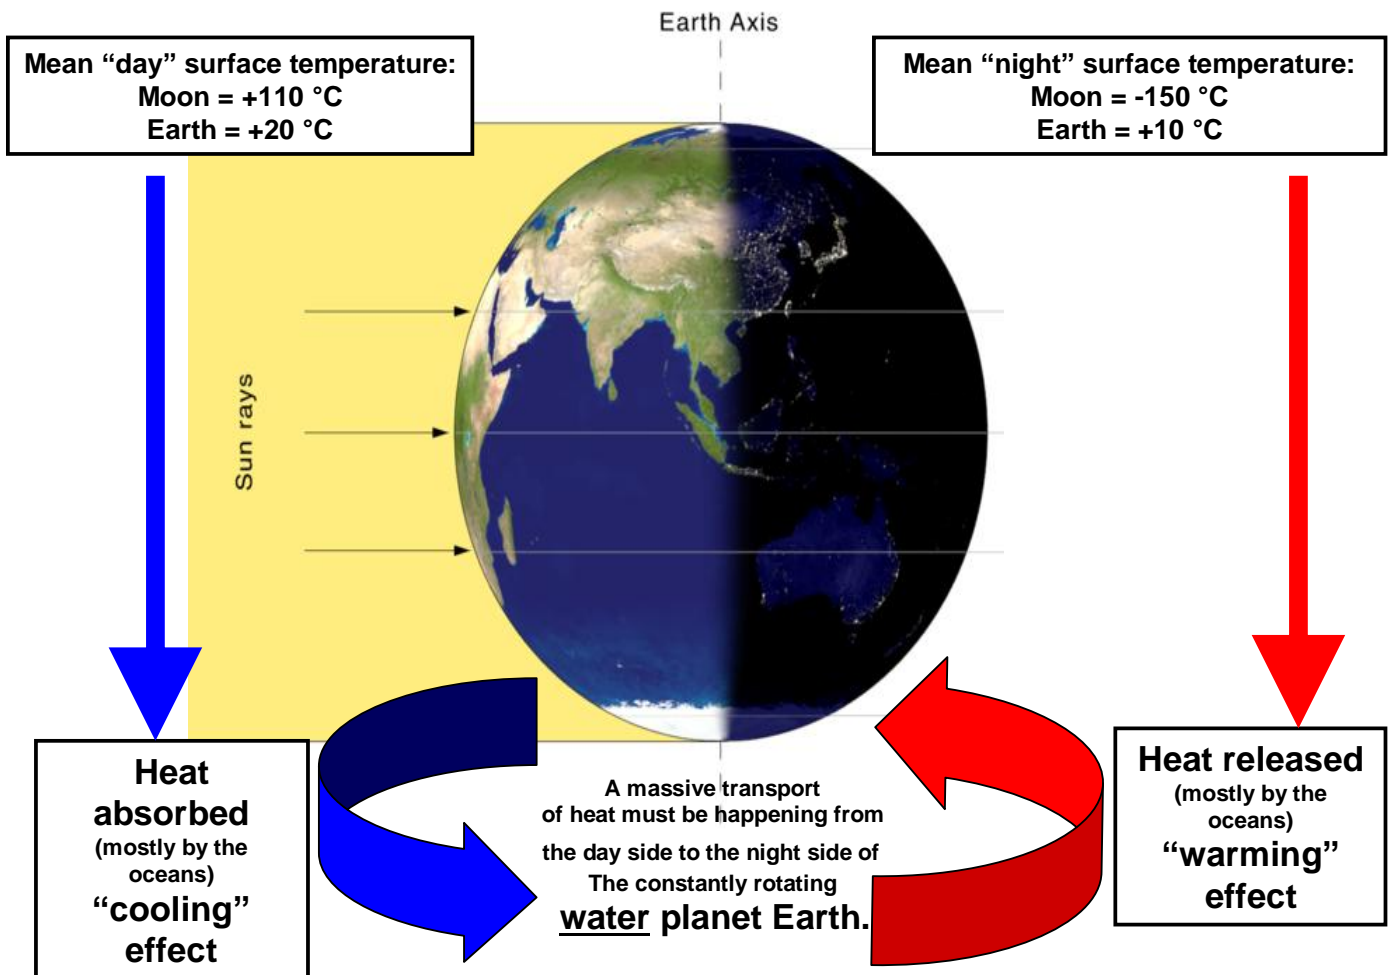 Earth Axis
Mean “day” surface temperature:
Moon = +110 °C
Earth = +20 °C
Mean “night” surface temperature:
Moon = -150 °C
Earth = +10 °C
Sun rays
Heat
absorbed
(mostly by the
oceans)
“cooling”
effect
A massive transport
of heat must be happening from
the day side to the night side of
The constantly rotating
water planet Earth.
Heat released
(mostly by the
oceans)
“warming”
effect